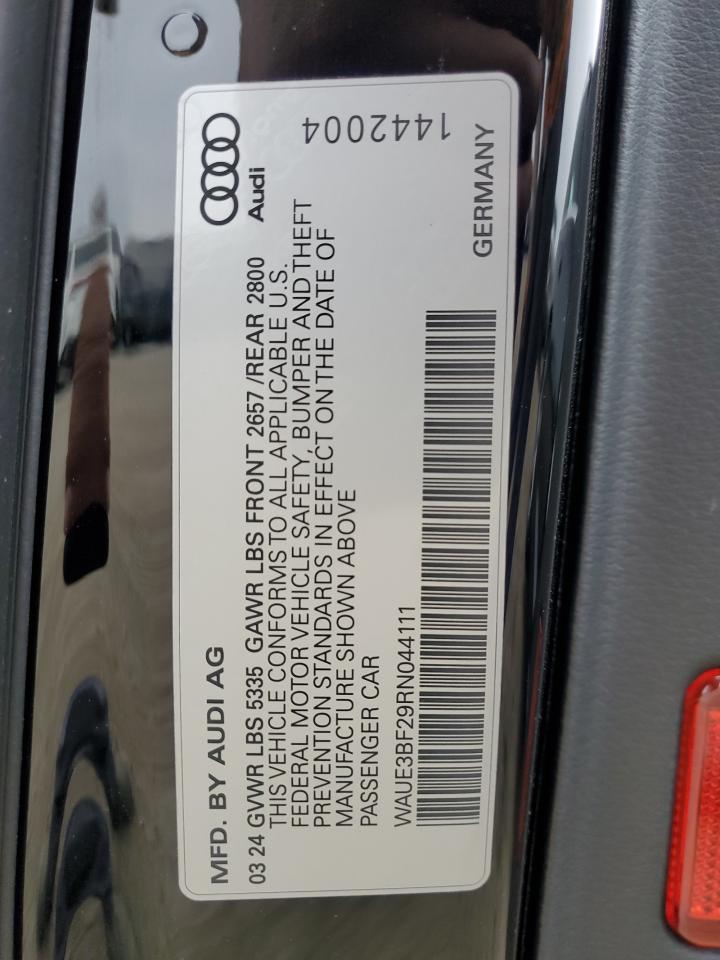 MFD. BY AUDI AG
03 24 GVWR LBS 5335 GAWR LBS FRONT 2657 /REAR 2800
THIS VEHICLE CONFORMS TO ALL APPLICABLE U.S.
FEDERAL MOTOR VEHICLE SAFETY, BUMPER AND THEFT
PREVENTION STANDARDS IN EFFECT ON THE DATE OF
MANUFACTURE SHOWN ABOVE
PASSENGER CAR
WAUE3BF29RN044111
Audi
1442004
GERMANY